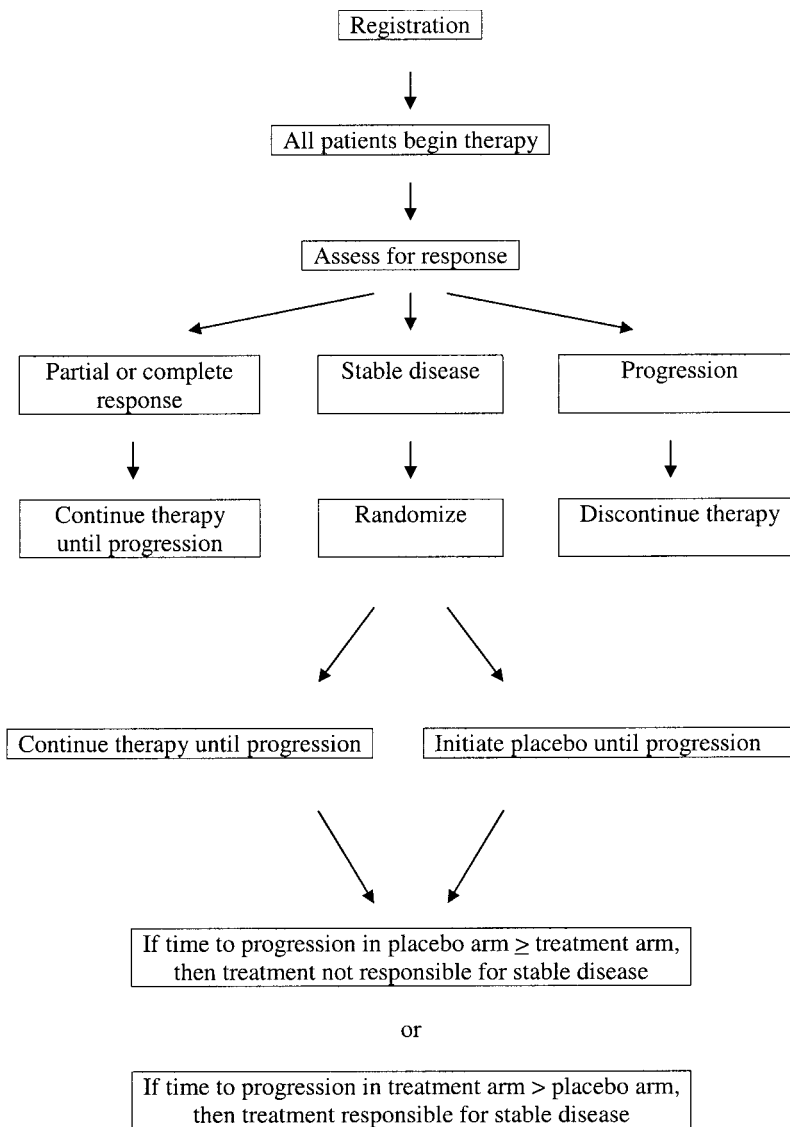 Registration
All patients begin therapy
Assess for response
Partial or complete
response
Stable disease
Progression
Continue therapy
until progression
Randomize
Discontinue therapy
Continue therapy until progression
Initiate placebo until progression
If time to progression in placebo arm ≥ treatment arm,
then treatment not responsible for stable disease
or
If time to progression in treatment arm > placebo arm,
then treatment responsible for stable disease